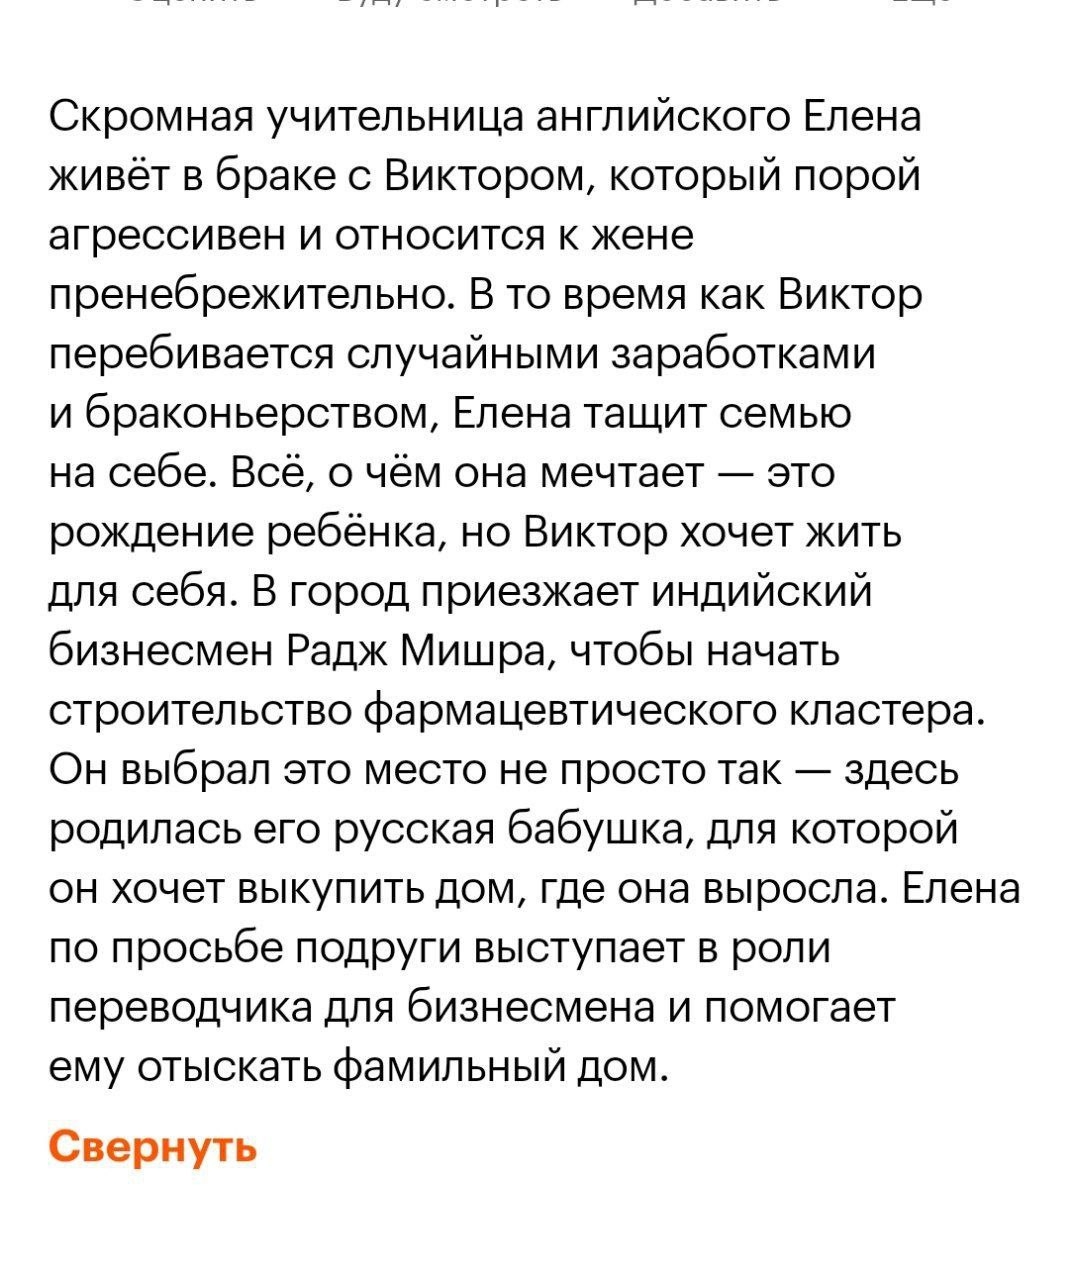 Скромная учительница английского Елена
живёт в браке с Виктором, который порой
агрессивен и относится к жене
пренебрежительно. В то время как Виктор
перебивается случайными заработками
и браконьерством, Елена тащит семью
на себе. Всё, о чём она мечтает — это
рождение ребёнка, но Виктор хочет жить
для себя. В город приезжает индийский
бизнесмен Радж Мишра, чтобы начать
строительство фармацевтического кластера.
Он выбрал это место не просто так — здесь
родилась его русская бабушка, для которой
он хочет выкупить дом, где она выросла. Елена
по просьбе подруги выступает в роли
переводчика для бизнесмена и помогает
ему отыскать фамильный дом.
Свернуть